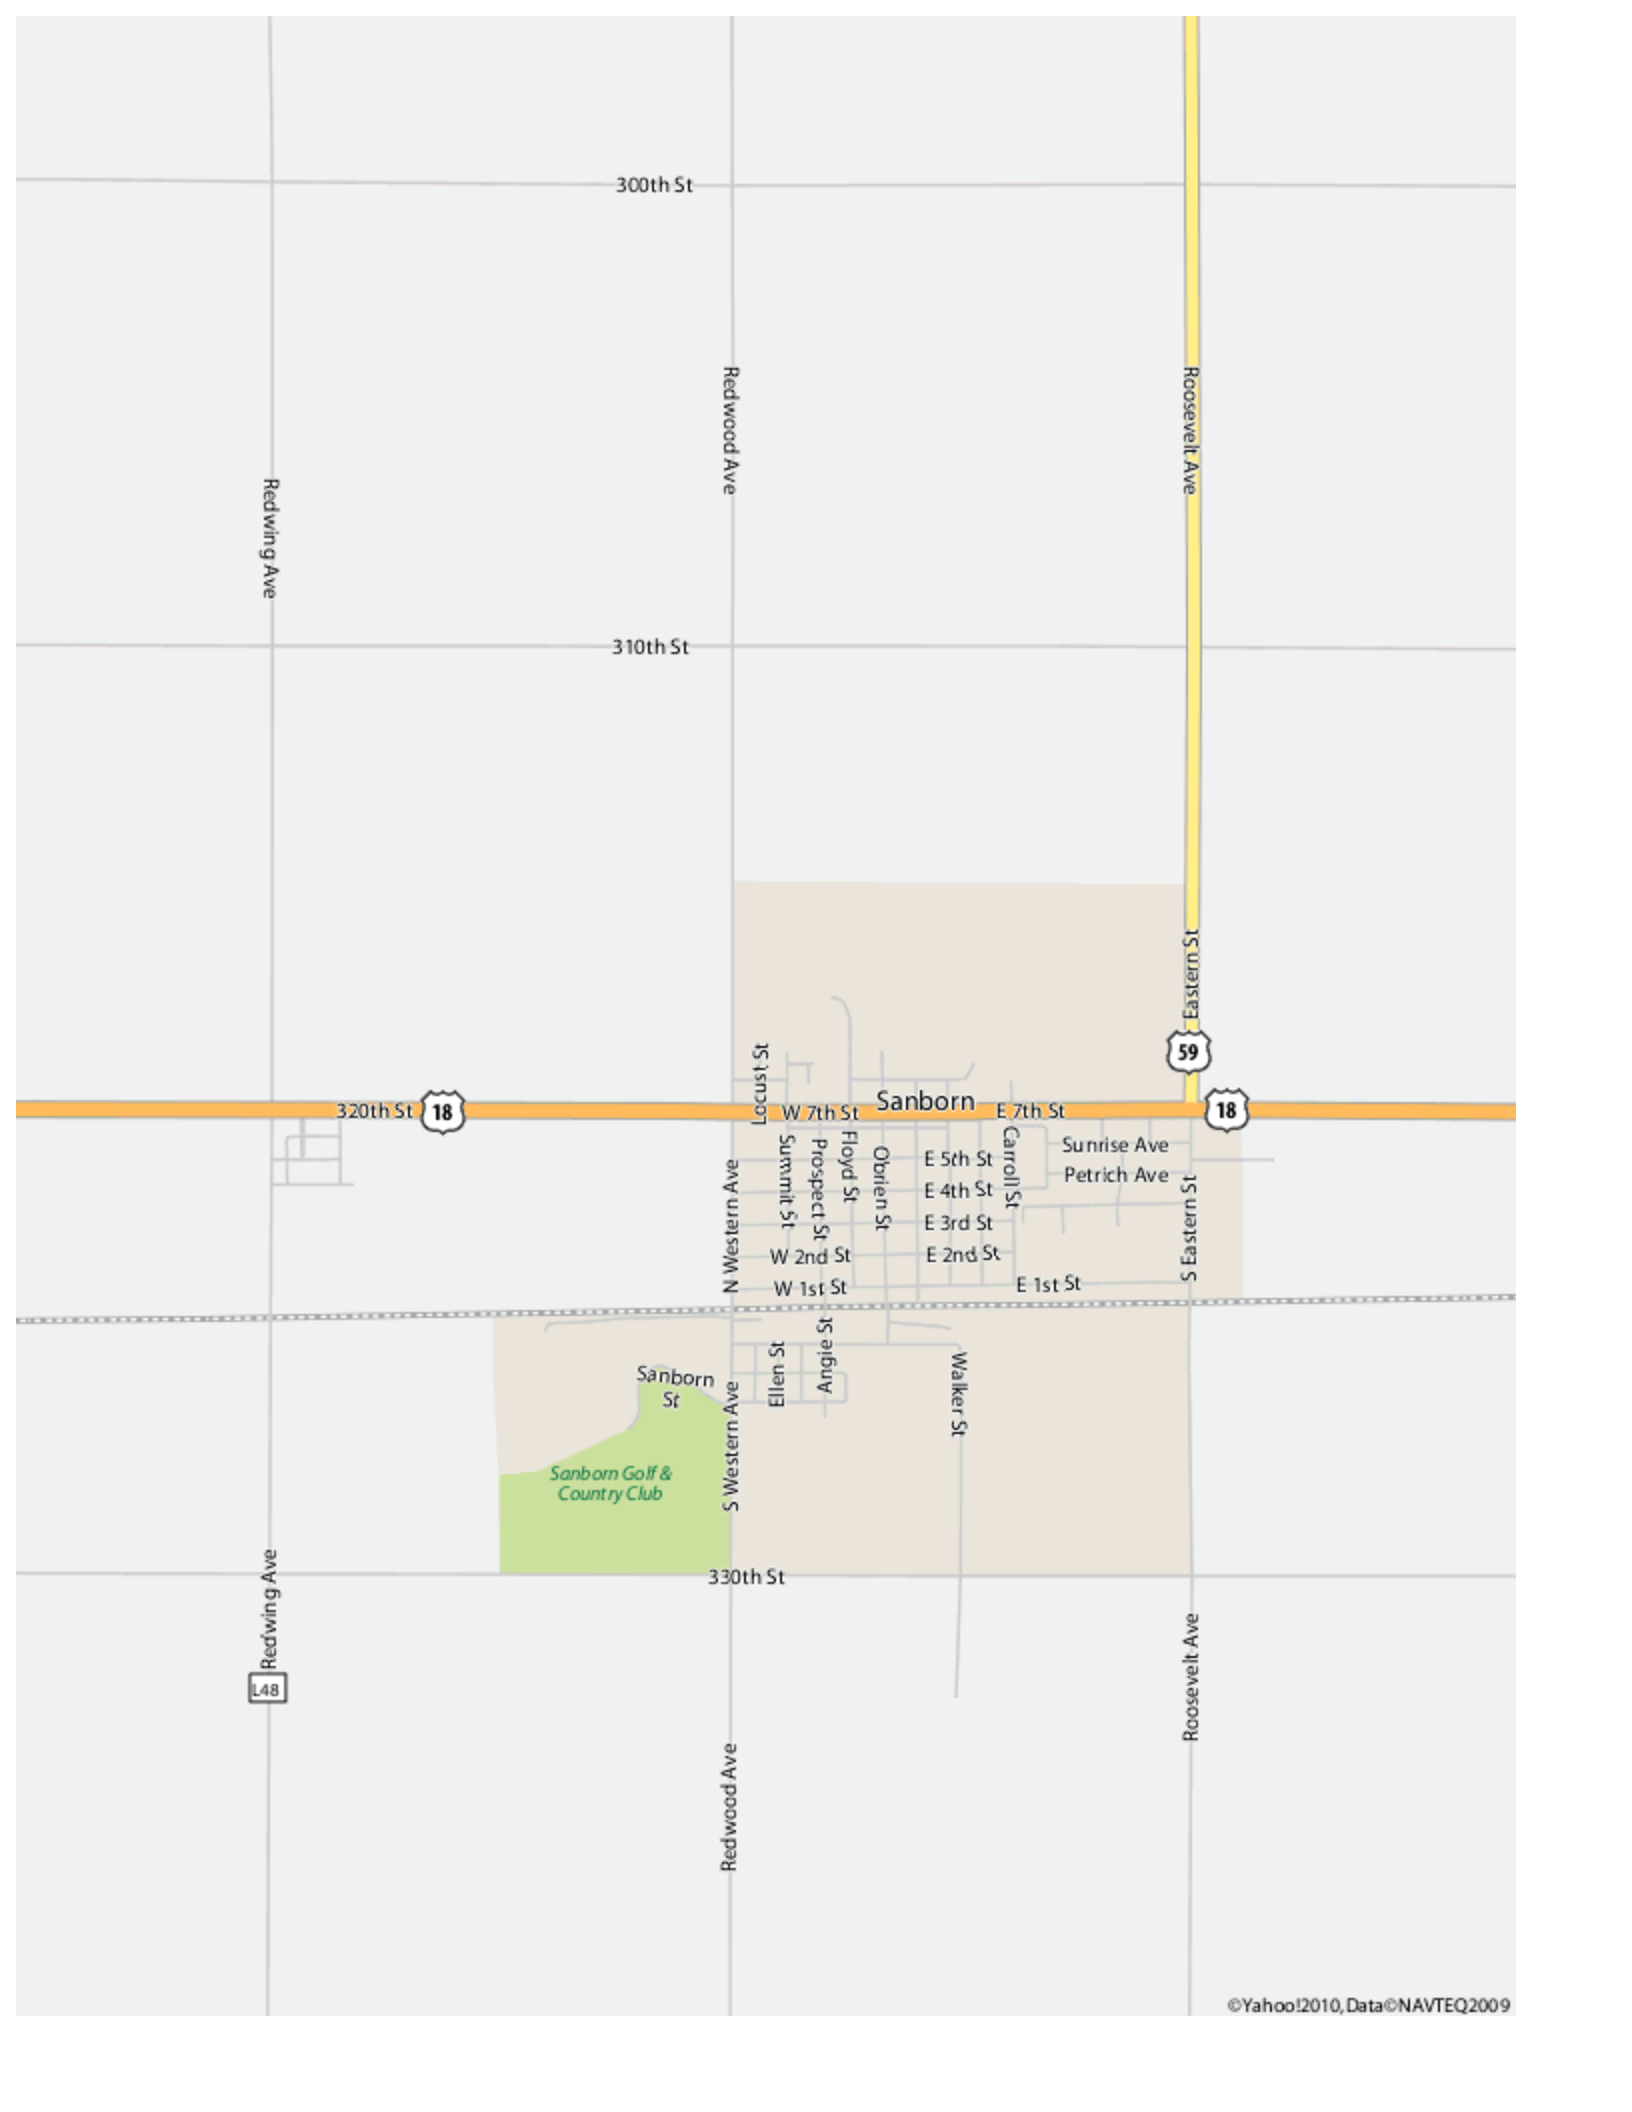 300th St
Redwood Ave
Roosevelt Ave
Redwing Ave
310th St
Eastern St
59
Locust St
320th St
18
W 7th St
Sanborn
E 7th St
18
Summit St
Prospect St
Floyd St
Obrien St
Carroll St
Sunrise Ave
E 5th St
Petrich Ave
E 4th St
N Western Ave
E 3rd St
S Eastern St
W 2nd St
E 2nd St
W 1st St
E 1st St
Ellen St
Angie St
Walker St
Sanborn
St
S Western Ave
Sanborn Golf &
Country Club
330th St
Redwing Ave
L48
Roosevelt Ave
Redwood Ave
©Yahoo!2010,Data©NAVTEQ2009